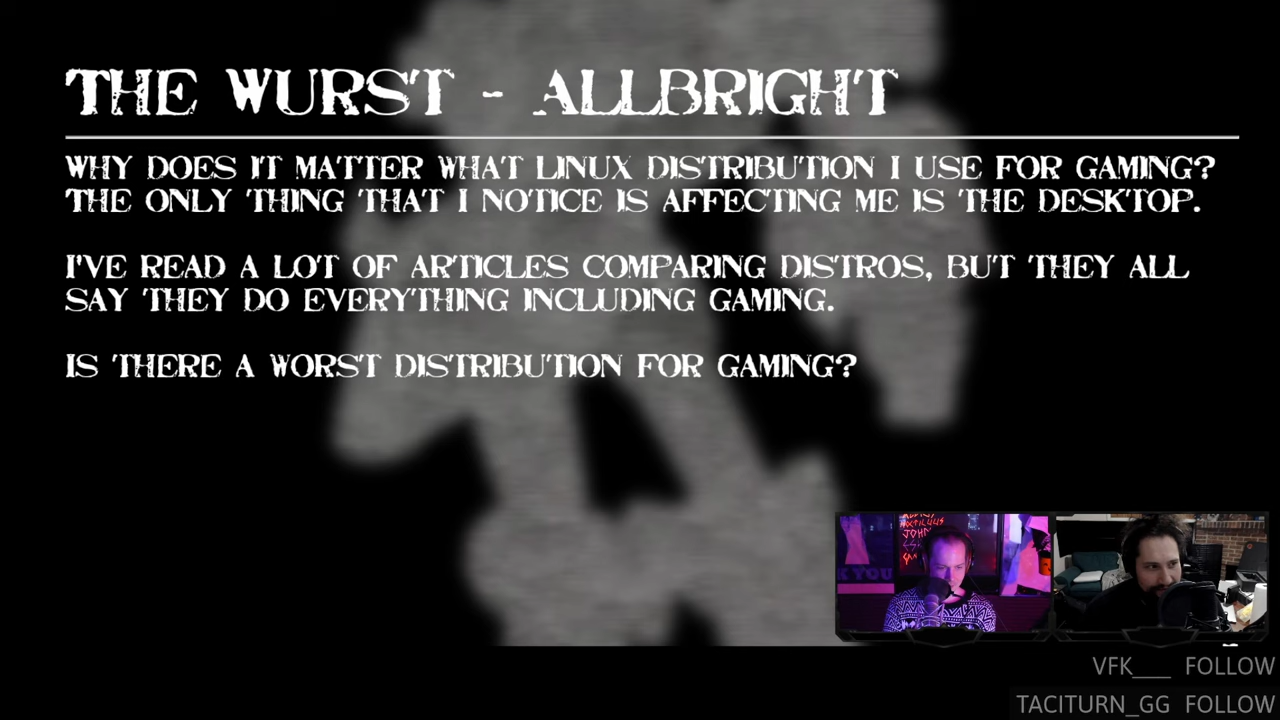 THE WURST - ALLBRIGHT
WHY DOES IT MATTER WHAT LINUX DISTRIBUTION I USE FOR GAMING?
THE ONLY THING THAT I NOTICE IS AFFECTING ME IS THE DESKTOP.
I'VE READ A LOT OF ARTICLES COMPARING DISTROS, BUT THEY ALL
SAY THEY DO EVERYTHING INCLUDING GAMING.
IS THERE A WORST DISTRIBUTION FOR GAMING?
K YOU
VFK___ FOLLOW
TACITURN_GG FOLLOW